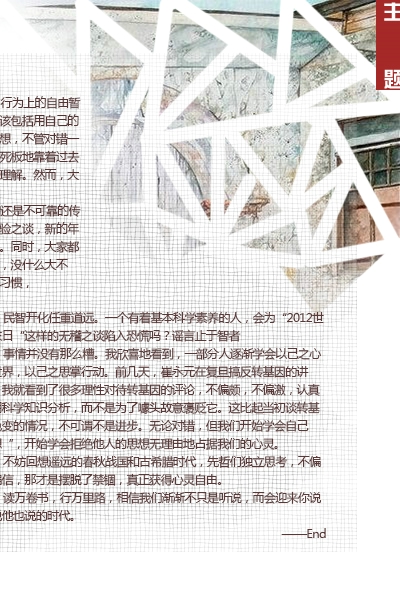 主
题
行为上的自由暂
该包括用自己的
想，不管对错一
死板地靠着过去
理解。然而，大
还是不可靠的传
验之谈，新的年
。同时，大家都
，没什么大不
习惯，
民智开化任重道远。一个有着基本科学素养的人，会为“2012世
末日“这样的无稽之谈陷入恐慌吗？谣言止于智者
事情并没有那么糟。我欣喜地看到，一部分人逐渐学会以己之心
世界，以己之思掌行动。前几天，崔永元在复旦搞反转基因的讲
我就看到了很多理性对待转基因的评论，不偏颇，不偏激，认真
用科学知识分析，而不是为了噱头故意褒贬它。这比起当初谈转基
色变的情况，不可谓不是进步。无论对错，但我们开始学会自己
”，开始学会拒绝他人的思想无理由地占据我们的心灵。
不妨回想遥远的春秋战国和古希腊时代，先哲们独立思考，不偏
偏信，那才是摆脱了禁锢，真正获得心灵自由。
读万卷书，行万里路，相信我们渐渐不只是听说，而会迎来你说
他也说的时代。
——End